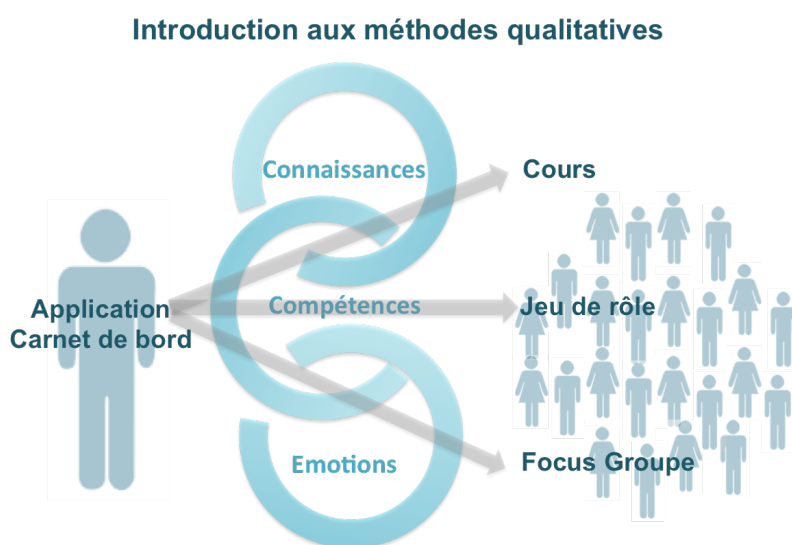 Introduction aux méthodes qualitatives
Connaissances
Cours
Application
Carnet de bord
Compétences
Jeu de rôle
Emotions
Focus Groupe